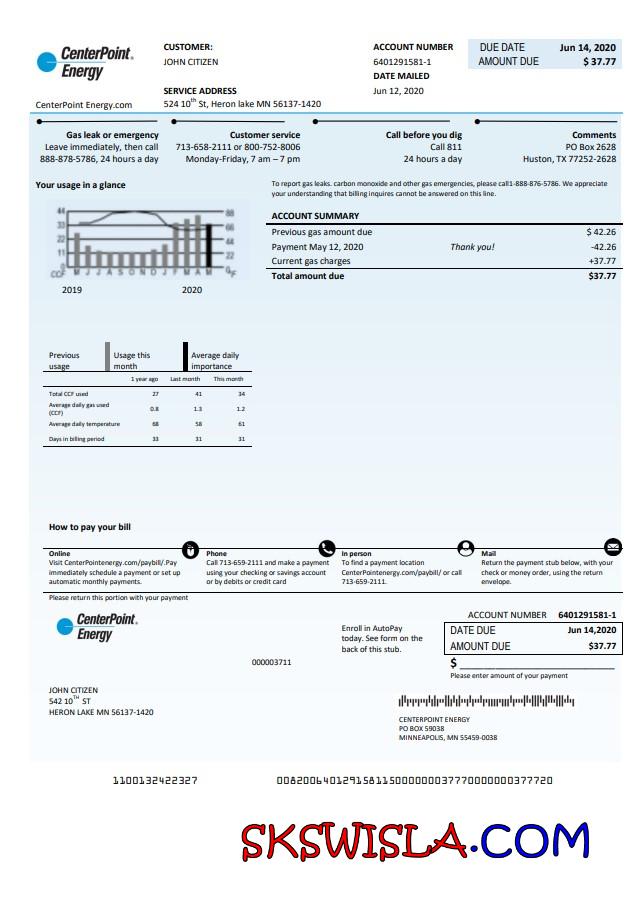 CenterPoint®
Energy
CenterPoint Energy.com
CUSTOMER:
JOHN CITIZEN
SERVICE ADDRESS
524 10th St, Heron lake MN 56137-1420
ACCOUNT NUMBER
6401291581-1
DATE MAILED
Jun 12, 2020
DUE DATE Jun 14, 2020
AMOUNT DUE $ 37.77
Gas leak or emergency
Leave immediately, then call
888-878-5786, 24 hours a day
Customer service
713-658-2111 or 800-752-8006
Monday-Friday, 7 am – 7 pm
Call before you dig
Call 811
24 hours a day
Comments
PO Box 2628
Huston, TX 77252-2628
Your usage in a glance
44 88
33 66
22 44
11 22
0 0
CCF M J J A S O N D J F M A M °F
2019 2020
To report gas leaks. carbon monoxide and other gas emergencies, please call1-888-876-5786. We appreciate
your understanding that billing inquires cannot be answered on this line.
ACCOUNT SUMMARY
Previous gas amount due $ 42.26
Payment May 12, 2020 Thank you! -42.26
Current gas charges +37.77
Total amount due $37.77
Previous usage
Usage this month
Average daily importance
1 year ago Last month This month
Total CCF used 27 41 34
Average daily gas used (CCF) 0.8 1.3 1.2
Average daily temperature 68 58 61
Days in billing period 33 31 31
How to pay your bill
Online
Visit CenterPointenergy.com/paybill/.Pay
immediately schedule a payment or set up
automatic monthly payments.
Phone
Call 713-659-2111 and make a payment
using your checking or savings account
or by debits or credit card
In person
To find a payment location
CenterPointenergy.com/paybill/ or call
713-659-2111.
Mail
Return the payment stub below, with your
check or money order, using the return
envelope.
Please return this portion with your payment
CenterPoint®
Energy
000003711
Enroll in AutoPay
today. See form on the
back of this stub.
ACCOUNT NUMBER 6401291581-1
DATE DUE Jun 14,2020
AMOUNT DUE $37.77
$
Please enter amount of your payment
JOHN CITIZEN
542 10TH ST
HERON LAKE MN 56137-1420
CENTERPOINT ENERGY
PO BOX 59038
MINNEAPOLIS, MN 55459-0038
1100132422327
SKSWISLA.COM